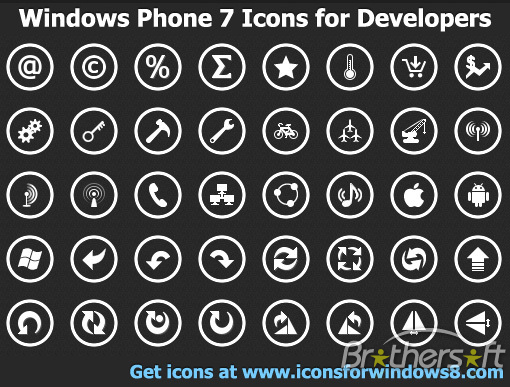 Windows Phone 7 Icons for Developers
@ © % Σ
$
Brothersoft
Get icons at www.iconsforwindows8.com